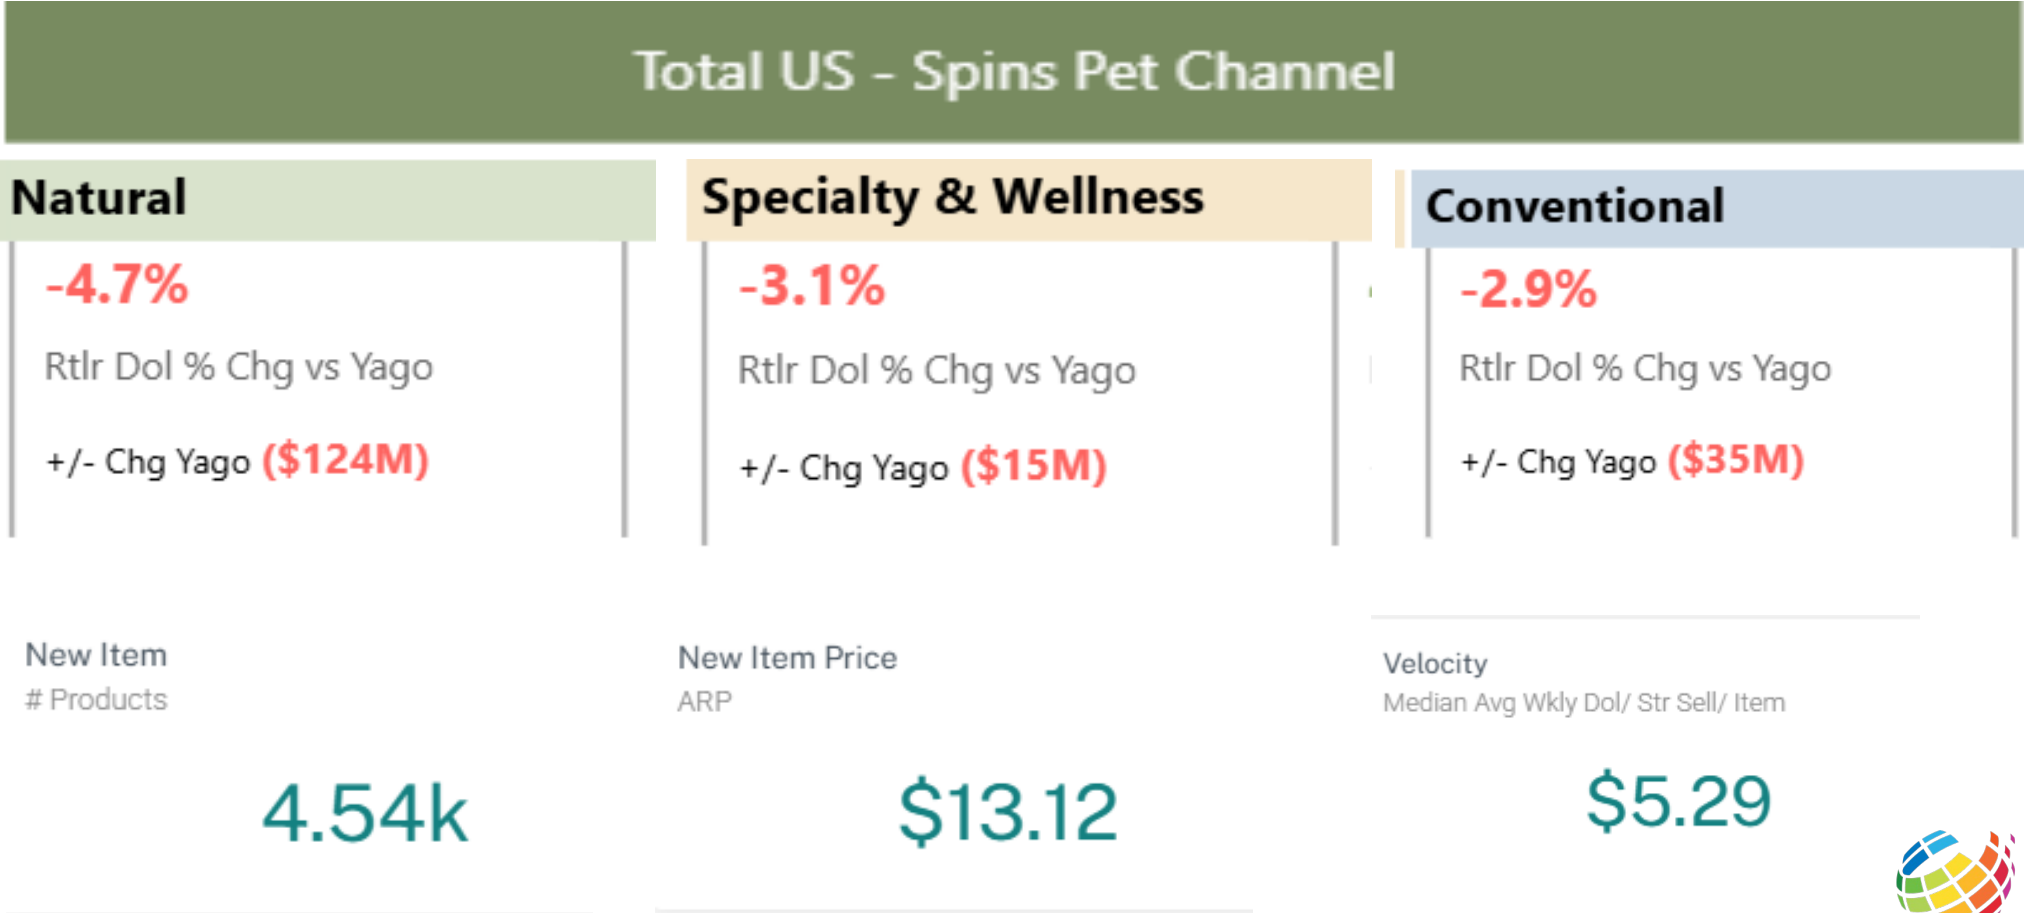 Total US - Spins Pet Channel
Natural
-4.7%
Rtlr Dol % Chg vs Yago
+/- Chg Yago ($124M)
Specialty & Wellness
-3.1%
Rtlr Dol % Chg vs Yago
+/- Chg Yago ($15M)
Conventional
-2.9%
Rtlr Dol % Chg vs Yago
+/- Chg Yago ($35M)
New Item
# Products
4.54k
New Item Price
ARP
$13.12
Velocity
Median Avg Wkly Dol/ Str Sell/ Item
$5.29